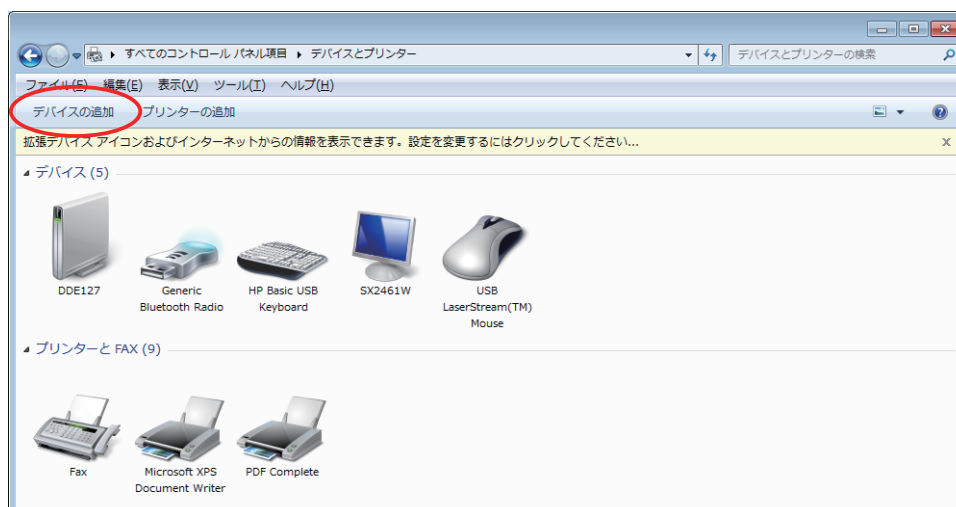 すべてのコントロール パネル項目 デバイスとプリンター デバイスとプリンターの検索
ファイル(F) 編集(E) 表示(V) ツール(T) ヘルプ(H)
デバイスの追加 プリンターの追加
拡張デバイス アイコンおよびインターネットからの情報を表示できます。設定を変更するにはクリックしてください...
デバイス (5)
DDE127
Generic
Bluetooth Radio
HP Basic USB
Keyboard
SX2461W
USB
LaserStream(TM)
Mouse
プリンターと FAX (9)
Fax
Microsoft XPS
Document Writer
PDF Complete